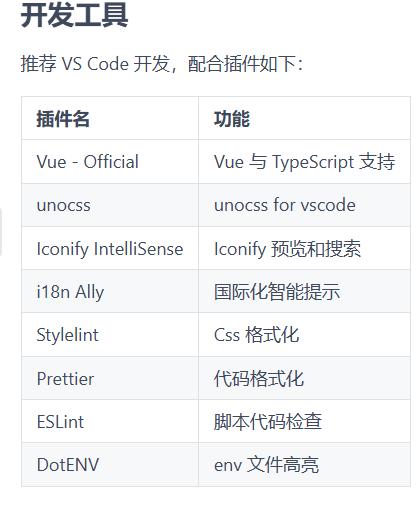 开发工具
推荐 VS Code 开发，配合插件如下：
插件名 功能
Vue - Official Vue 与 TypeScript 支持
unocss unocss for vscode
Iconify IntelliSense Iconify 预览和搜索
i18n Ally 国际化智能提示
Stylelint Css 格式化
Prettier 代码格式化
ESLint 脚本代码检查
DotENV env 文件高亮